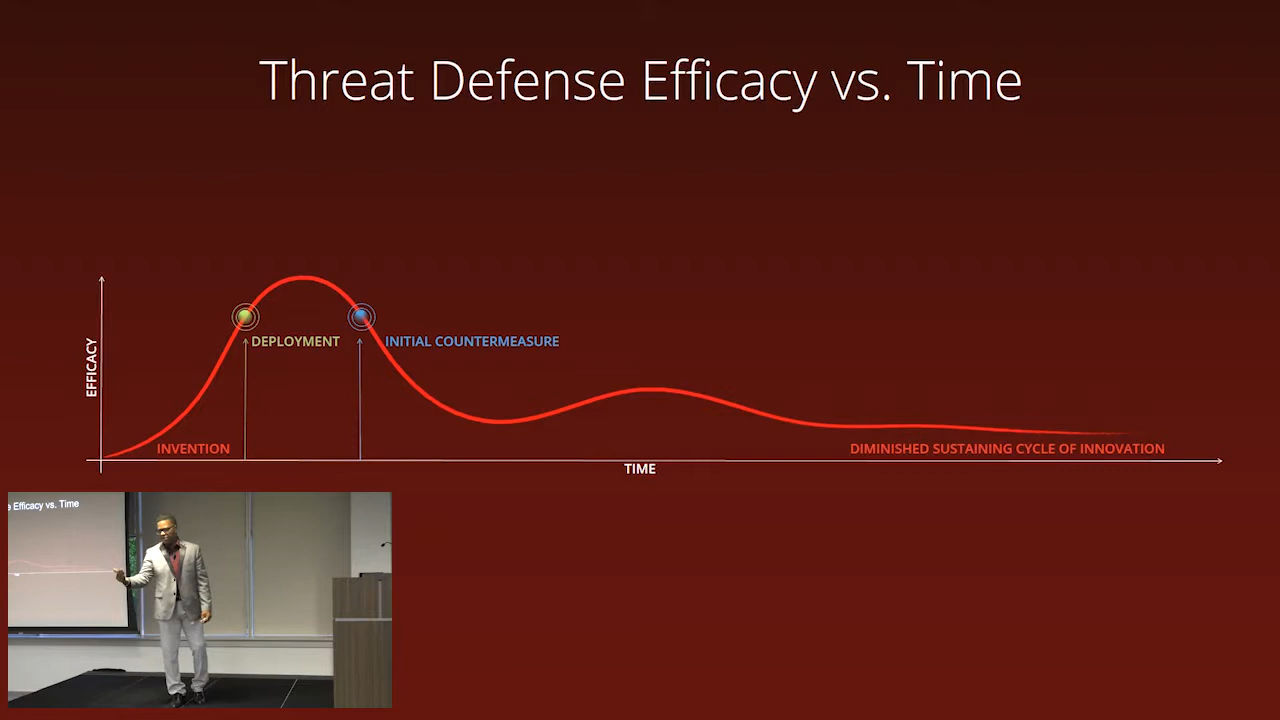 Threat Defense Efficacy vs. Time
EFFICACY
DEPLOYMENT
INITIAL COUNTERMEASURE
INVENTION
DIMINISHED SUSTAINING CYCLE OF INNOVATION
TIME
e Efficacy vs. Time